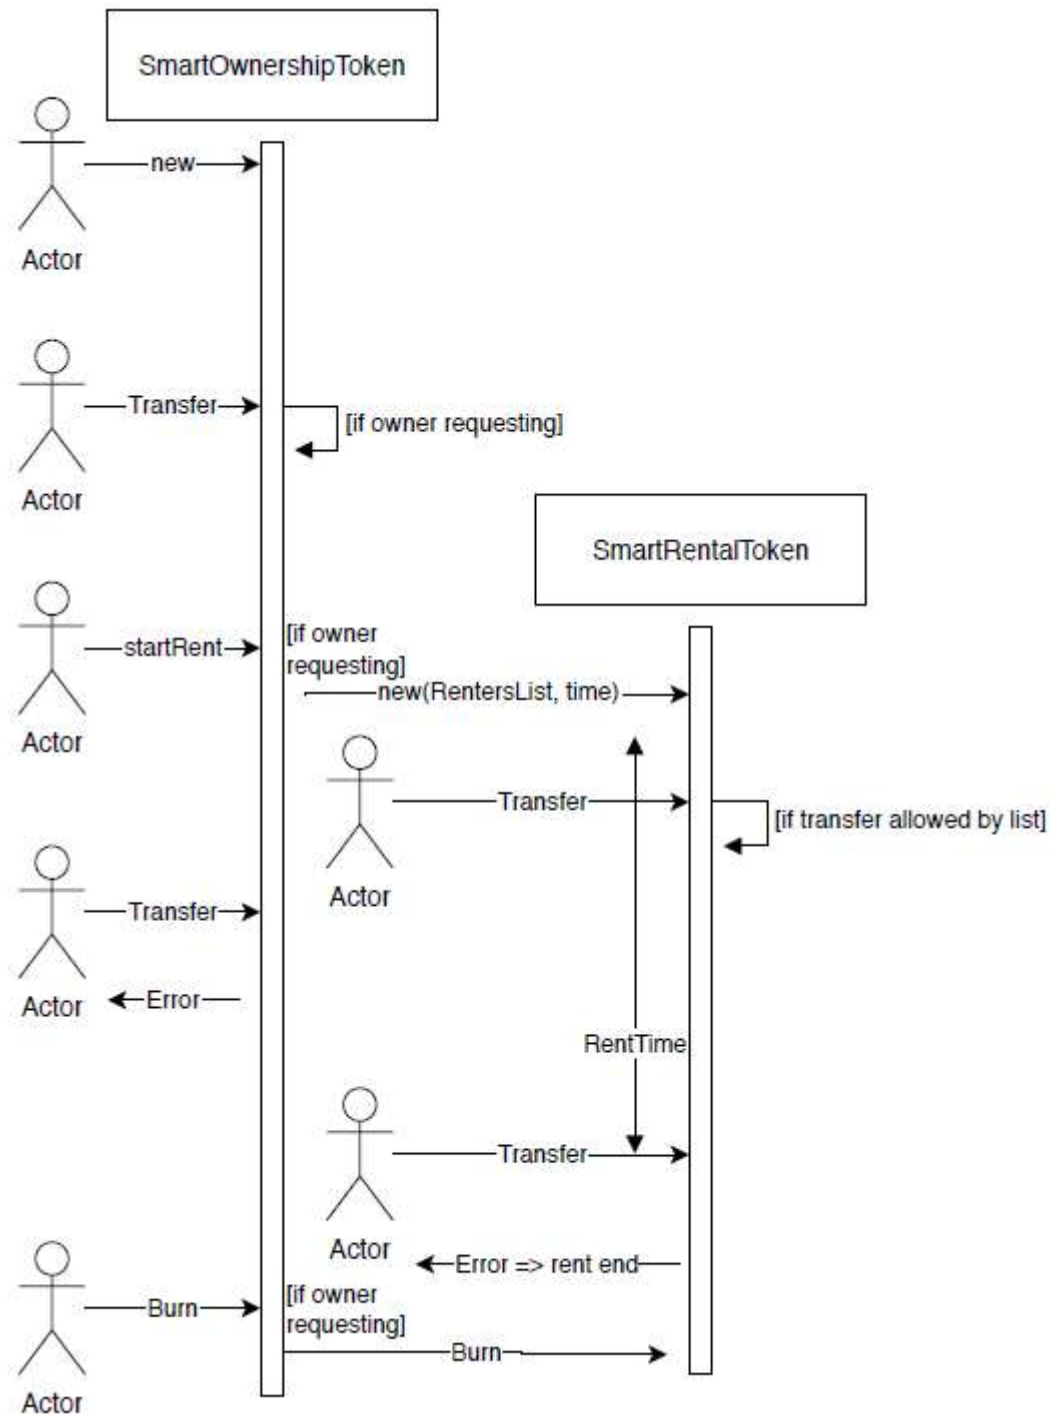 SmartOwnershipToken
new
Actor
Transfer
[if owner requesting]
Actor
SmartRentalToken
startRent
[if owner
requesting]
new(RentersList, time)
Actor
Transfer
[if transfer allowed by list]
Actor
Transfer
Error
Actor
RentTime
Transfer
Actor
Error => rent end
Burn
[if owner
requesting]
Burn
Actor